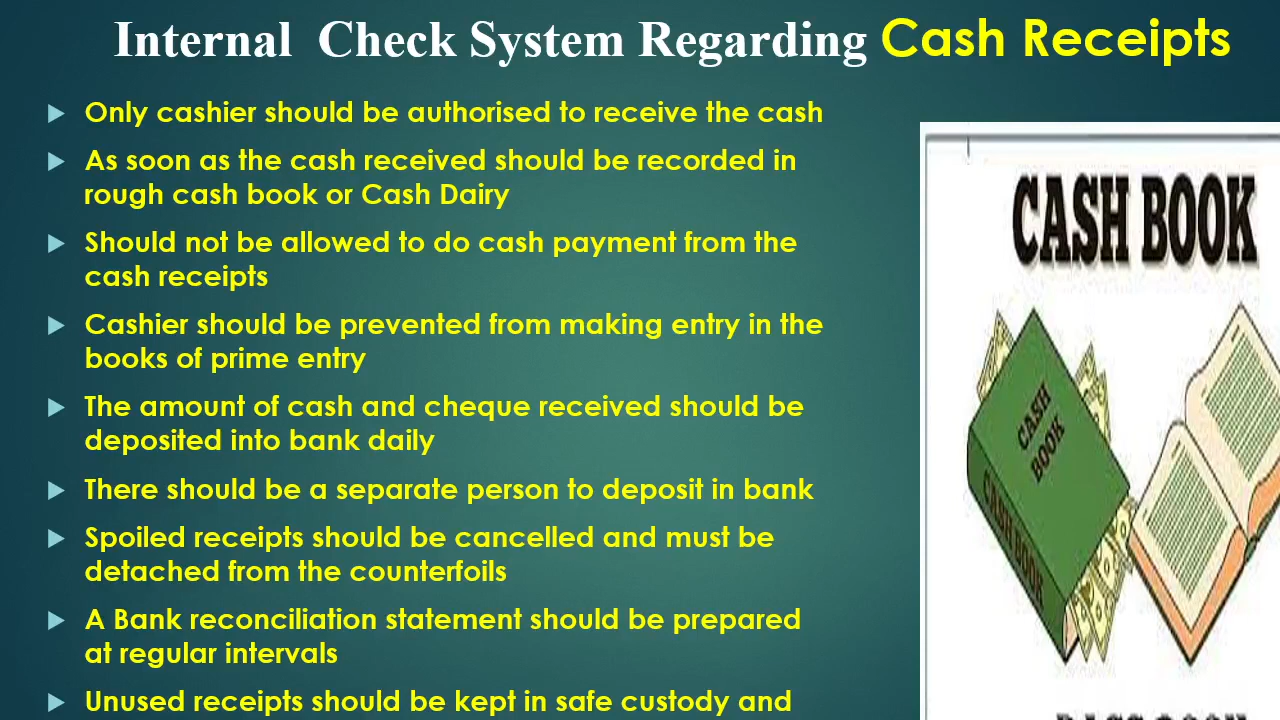 Internal Check System Regarding Cash Receipts
Only cashier should be authorised to receive the cash
As soon as the cash received should be recorded in
rough cash book or Cash Dairy
Should not be allowed to do cash payment from the
cash receipts
Cashier should be prevented from making entry in the
books of prime entry
The amount of cash and cheque received should be
deposited into bank daily
There should be a separate person to deposit in bank
Spoiled receipts should be cancelled and must be
detached from the counterfoils
A Bank reconciliation statement should be prepared
at regular intervals
Unused receipts should be kept in safe custody and
CASH BOOK
CASH
BOOK
CASH BOOK